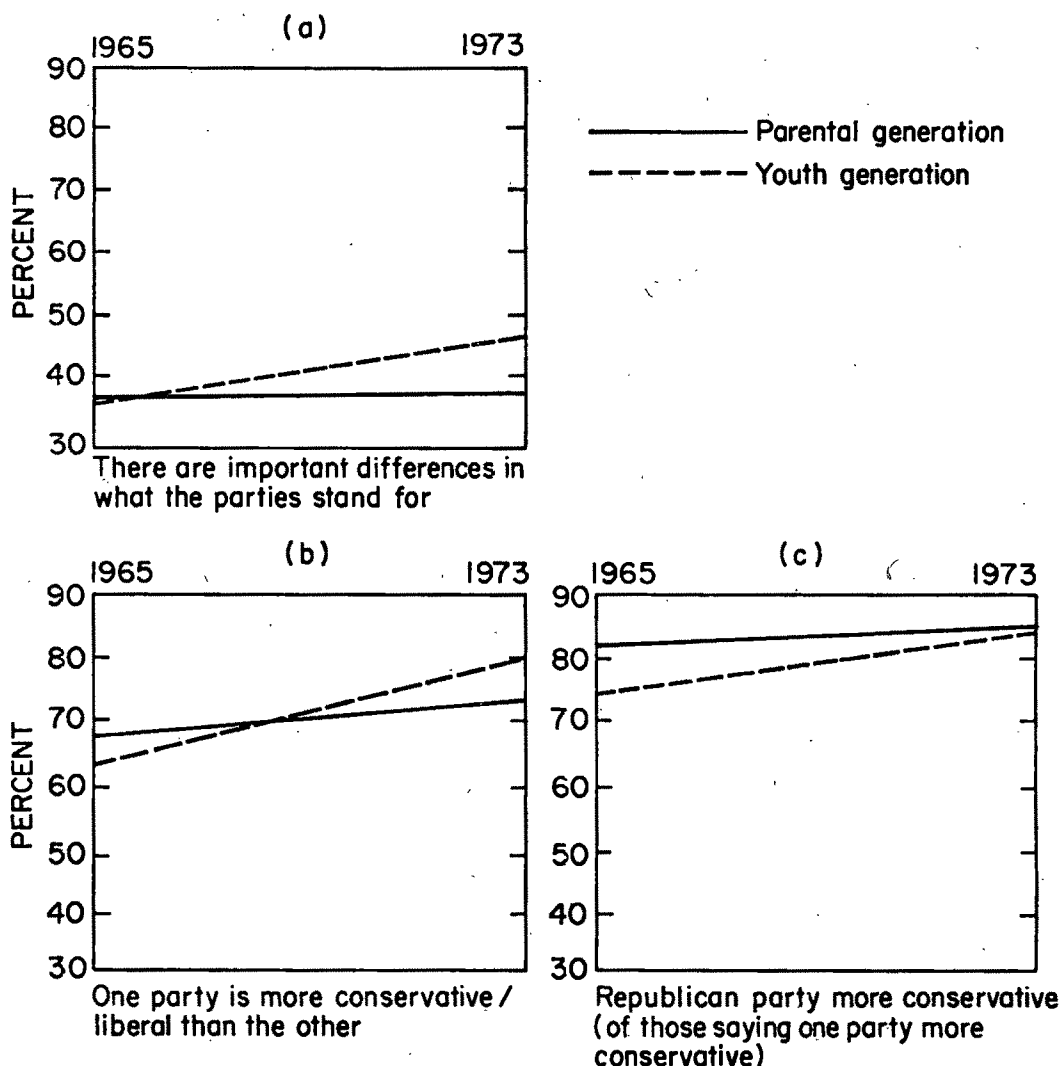 (a)
1965 1973
90
80
70
60
50
40
30
PERCENT
There are important differences in
what the parties stand for
Parental generation
Youth generation
(b)
1965 1973
90
80
70
60
50
40
30
PERCENT
One party is more conservative/
liberal than the other
(c)
1965 1973
90
80
70
60
50
40
30
Republican party more conservative
(of those saying one party more
conservative)